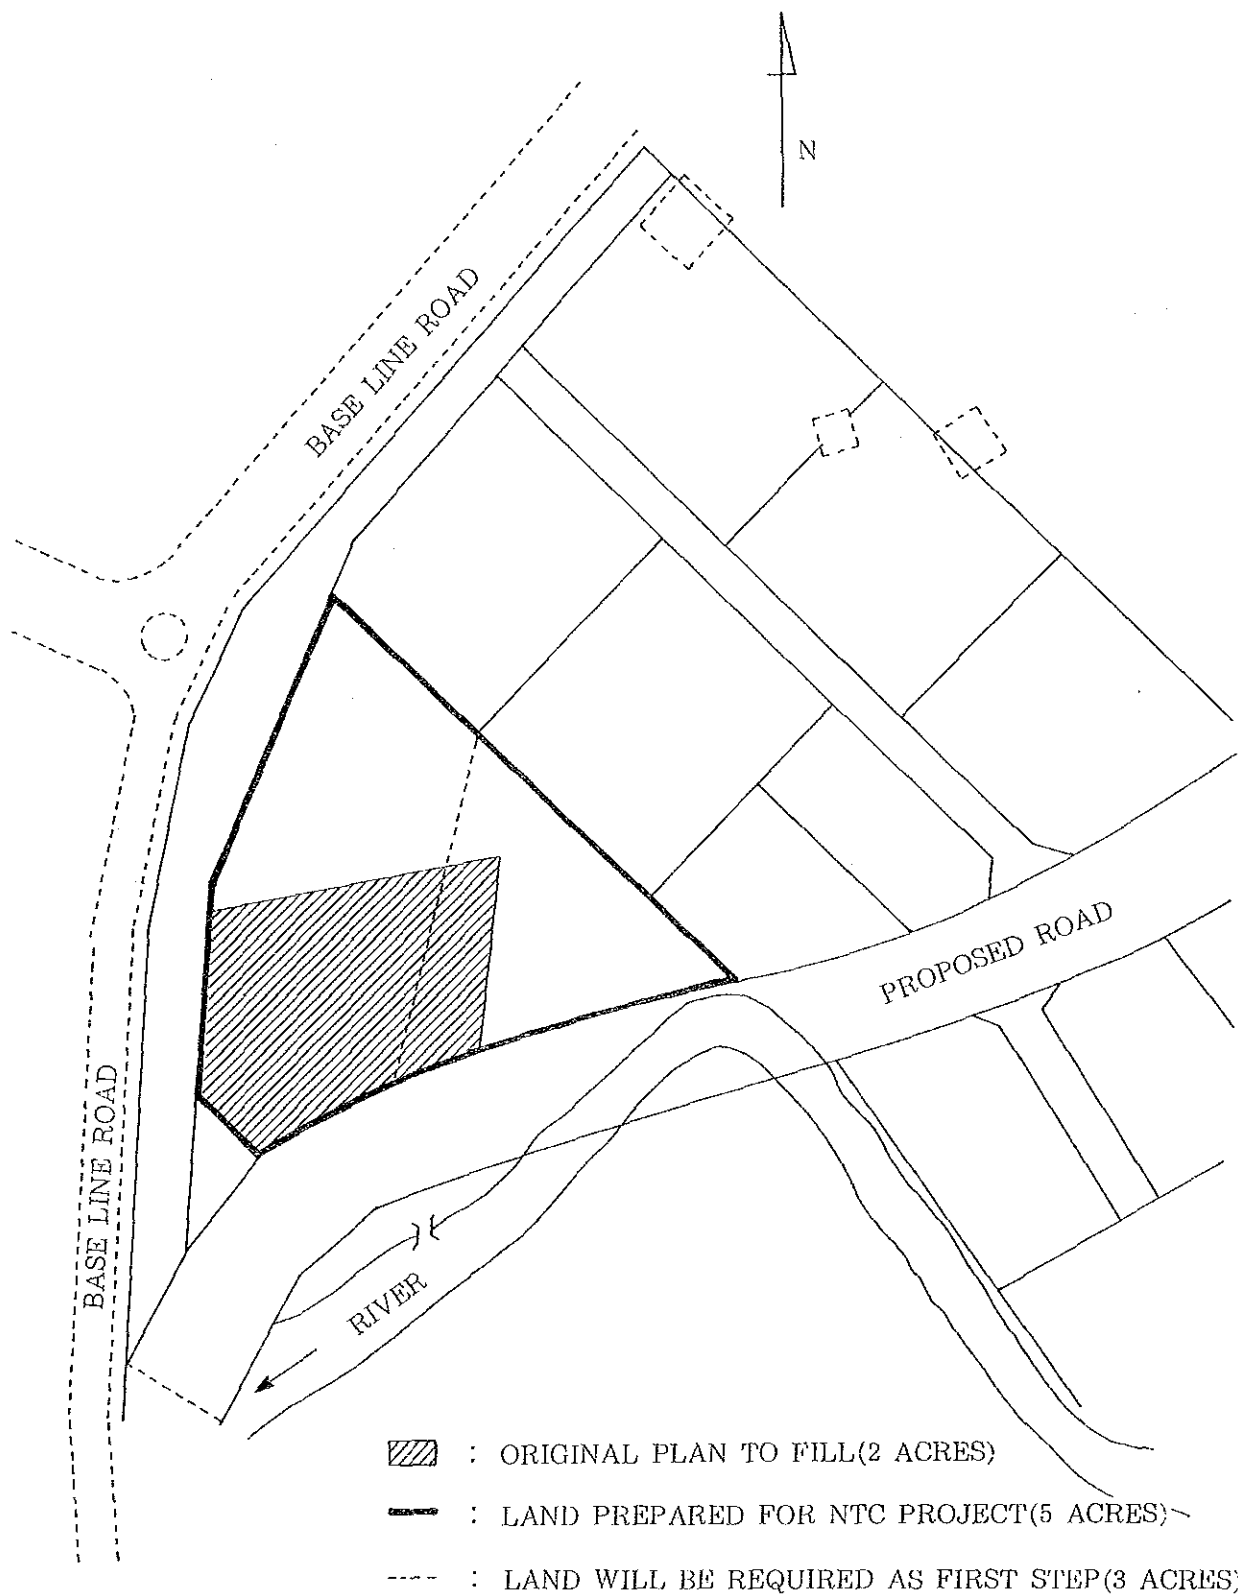 N
BASE LINE ROAD
PROPOSED ROAD
BASE LINE ROAD
RIVER
: ORIGINAL PLAN TO FILL(2 ACRES)
: LAND PREPARED FOR NTC PROJECT(5 ACRES)
: LAND WILL BE REQUIRED AS FIRST STEP(3 ACRES)